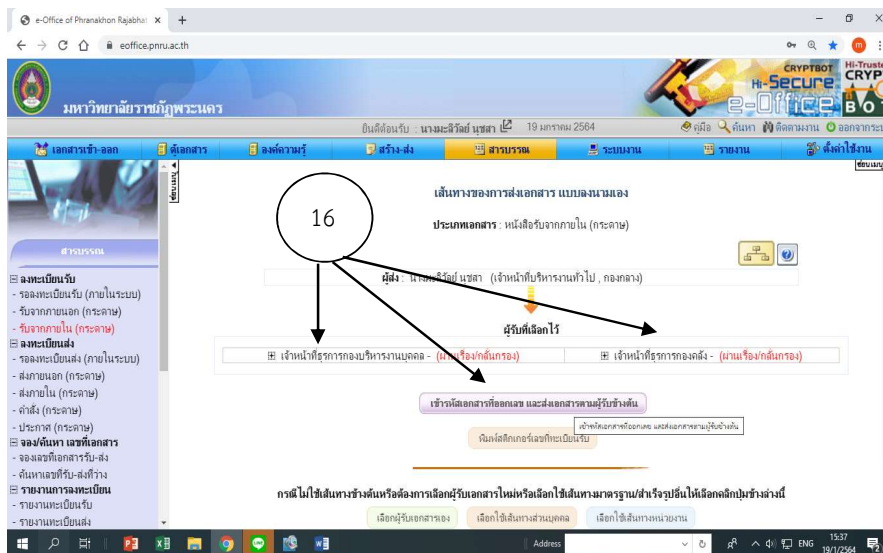 e-Office of Phranakhon Rajabhat
eoffice.pnru.ac.th
มหาวิทยาลัยราชภัฏพระนคร
CRYPTBOT
Hi-Secure
e-Office
Hi-Truste
CRYP
BO
ยินดีต้อนรับ : นางมะลิวัลย์ นุชสา 19 มกราคม 2564
คู่มือ ค้นหา ติดตามงาน ออกจากระ
เอกสารเข้า-ออก ตู้เอกสาร องค์ความรู้ สร้าง-ส่ง สารบรรณ ระบบงาน รายงาน ตั้งค่าใช้งาน
ซ่อนเมนู
ซ่อนเมนู
เส้นทางของการส่งเอกสาร แบบลงนามเอง
16
ประเภทเอกสาร : หนังสือรับจากภายใน (กระดาษ)
สารบรรณ
ผู้ส่ง : นางมะลิวัลย์ นุชสา (เจ้าหน้าที่บริหารงานทั่วไป , กองกลาง)
ลงทะเบียนรับ
- รอลงทะเบียนรับ (ภายในระบบ)
- รับจากภายนอก (กระดาษ)
- รับจากภายใน (กระดาษ)
ลงทะเบียนส่ง
- รอลงทะเบียนส่ง (ภายในระบบ)
- ส่งภายนอก (กระดาษ)
- ส่งภายใน (กระดาษ)
- คำสั่ง (กระดาษ)
- ประกาศ (กระดาษ)
จอง/ค้นหา เลขที่เอกสาร
- จองเลขที่เอกสารรับ-ส่ง
- ค้นหาเลขที่รับ-ส่งที่ว่าง
รายงานการลงทะเบียน
- รายงานทะเบียนรับ
- รายงานทะเบียนส่ง
ผู้รับที่เลือกไว้
เจ้าหน้าที่ธุรการกองบริหารงานบุคคล - (ผ่านเรื่อง/กลั่นกรอง)
เจ้าหน้าที่ธุรการกองคลัง - (ผ่านเรื่อง/กลั่นกรอง)
เข้ารหัสเอกสารที่ออกเลข และส่งเอกสารตามผู้รับข้างต้น
เข้ารหัสเอกสารที่ออกเลข และส่งเอกสารตามผู้รับข้างต้น
พิมพ์สติกเกอร์เลขที่ทะเบียนรับ
กรณีไม่ใช้เส้นทางข้างต้นหรือต้องการเลือกผู้รับเอกสารใหม่หรือเลือกใช้เส้นทางมาตรฐาน/สำเร็จรูปอื่นให้เลือกคลิกปุ่มข้างล่างนี้
เลือกผู้รับเอกสารเอง เลือกใช้เส้นทางส่วนบุคคล เลือกใช้เส้นทางหน่วยงาน
Address
ENG
15:37
19/1/2564